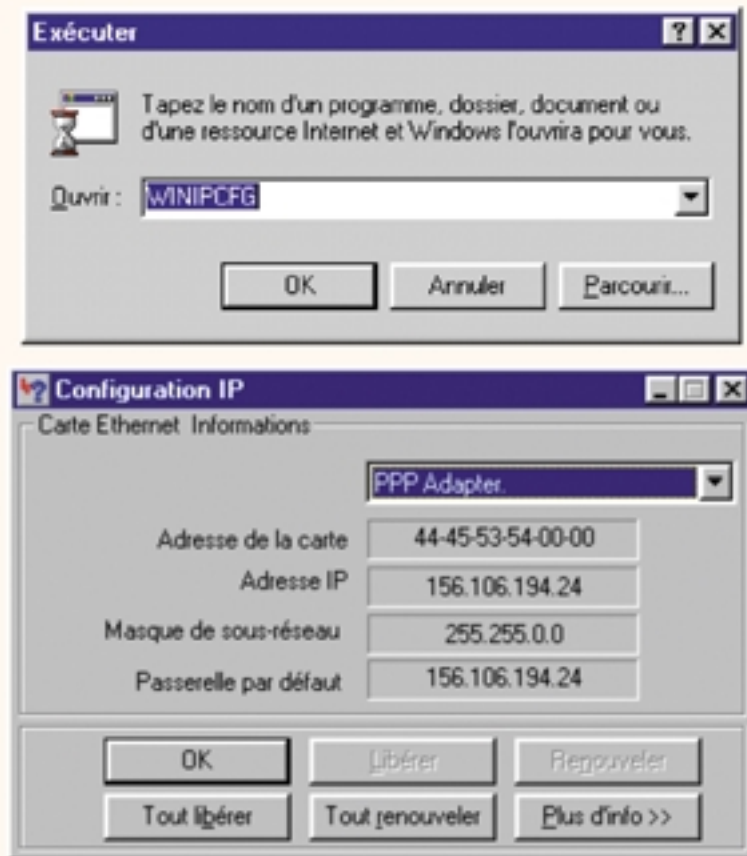 Exécuter
Tapez le nom d'un programme, dossier, document ou
d'une ressource Internet et Windows l'ouvrira pour vous.
Ouvrir : WINIPCFG
OK Annuler Parcourir...
Configuration IP
Carte Ethernet Informations
PPP Adapter.
Adresse de la carte 44-45-53-54-00-00
Adresse IP 156.106.194.24
Masque de sous-réseau 255.255.0.0
Passerelle par défaut 156.106.194.24
OK Libérer Renouveler
Tout libérer Tout renouveler Plus d'info >>